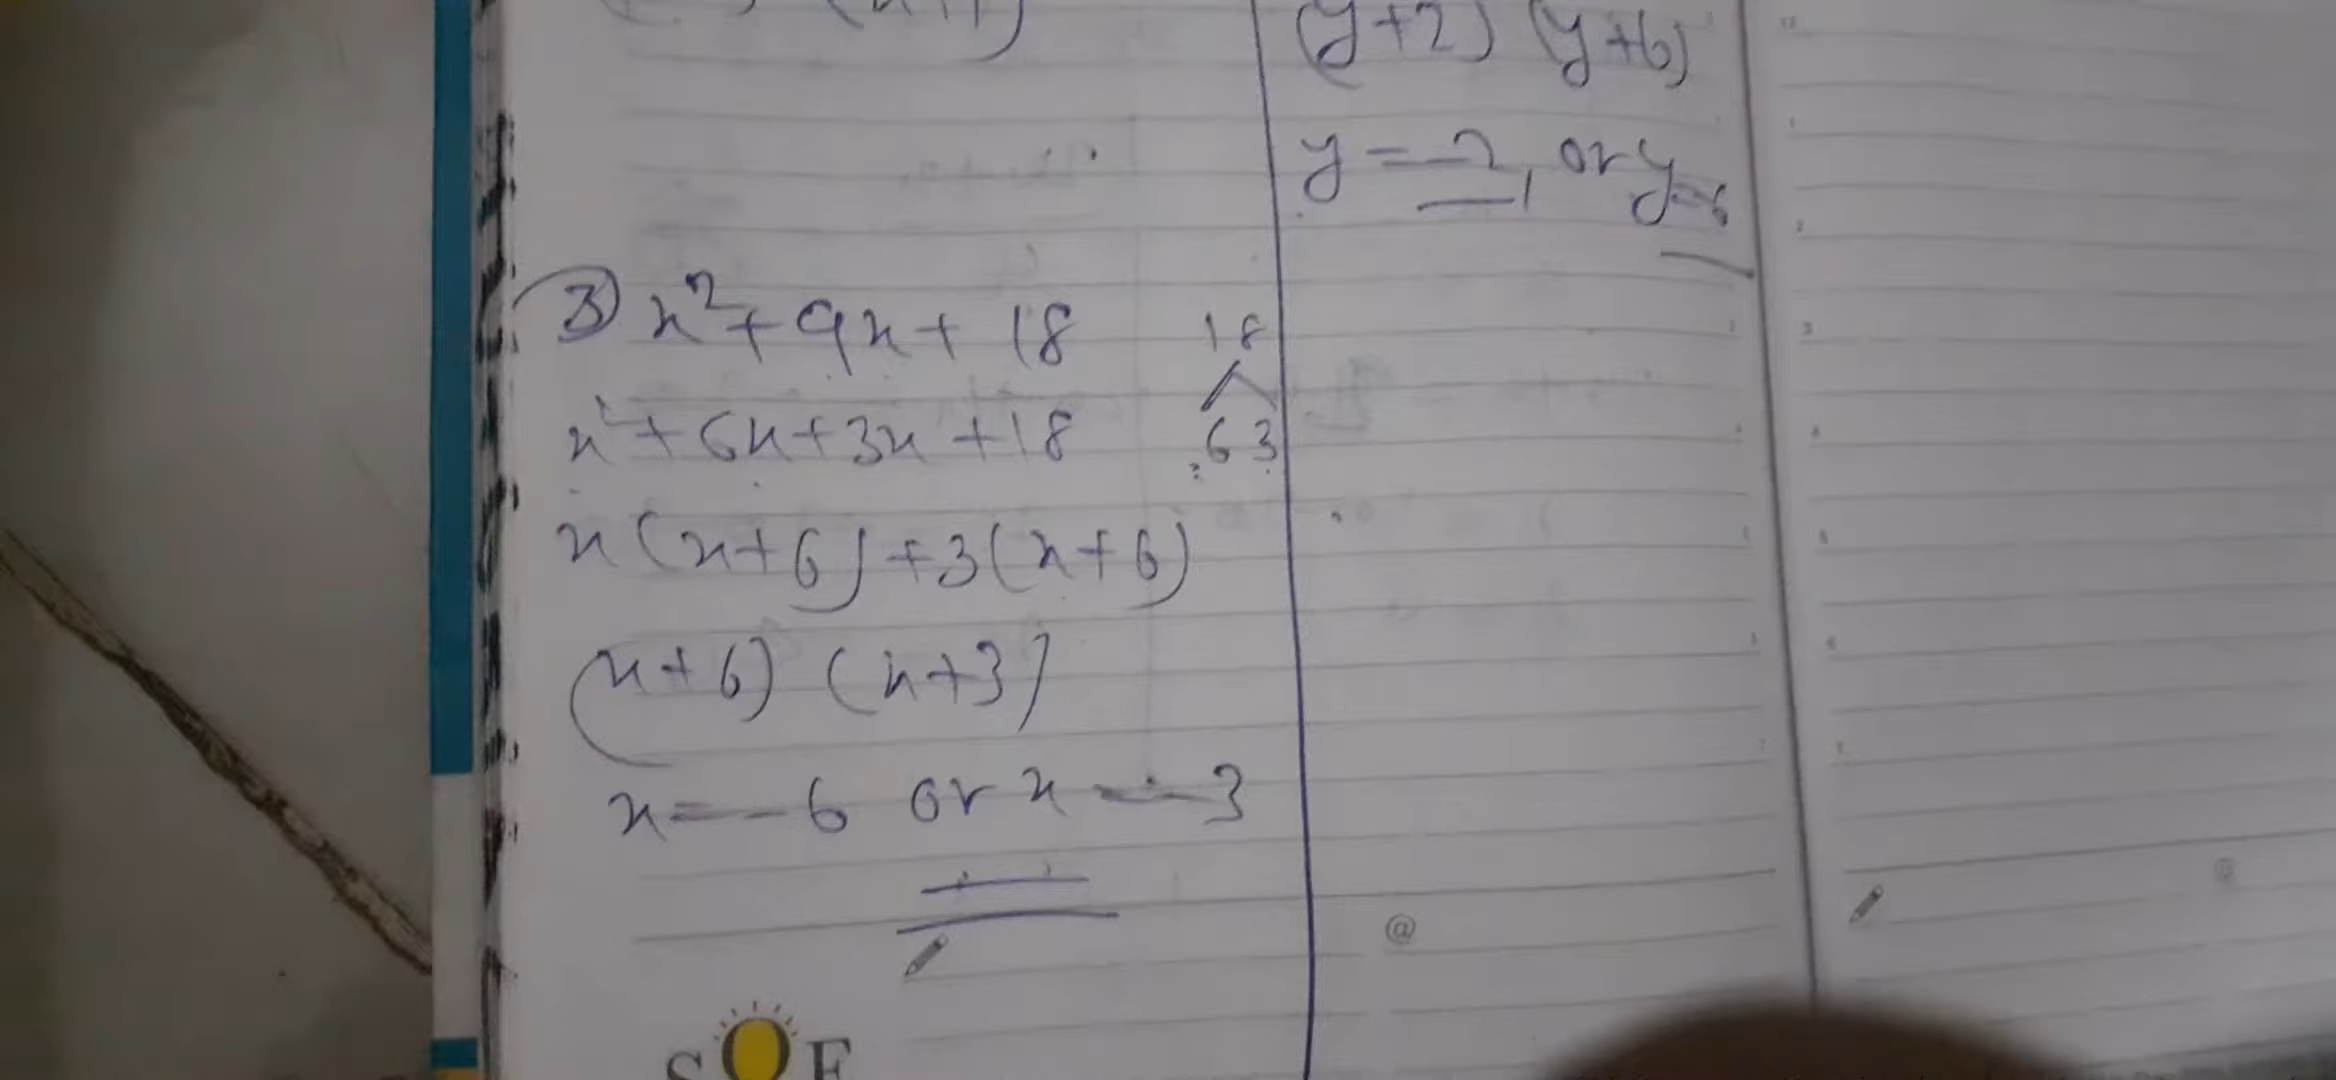 (y+2) (y+6)
y = -2, or y=-6
3) x² + 9x + 18
18
6 3
x² + 6x + 3x + 18
x (x+6) + 3 (x+6)
(x+6) (x+3)
x = -6 or x = -3
@
SOF